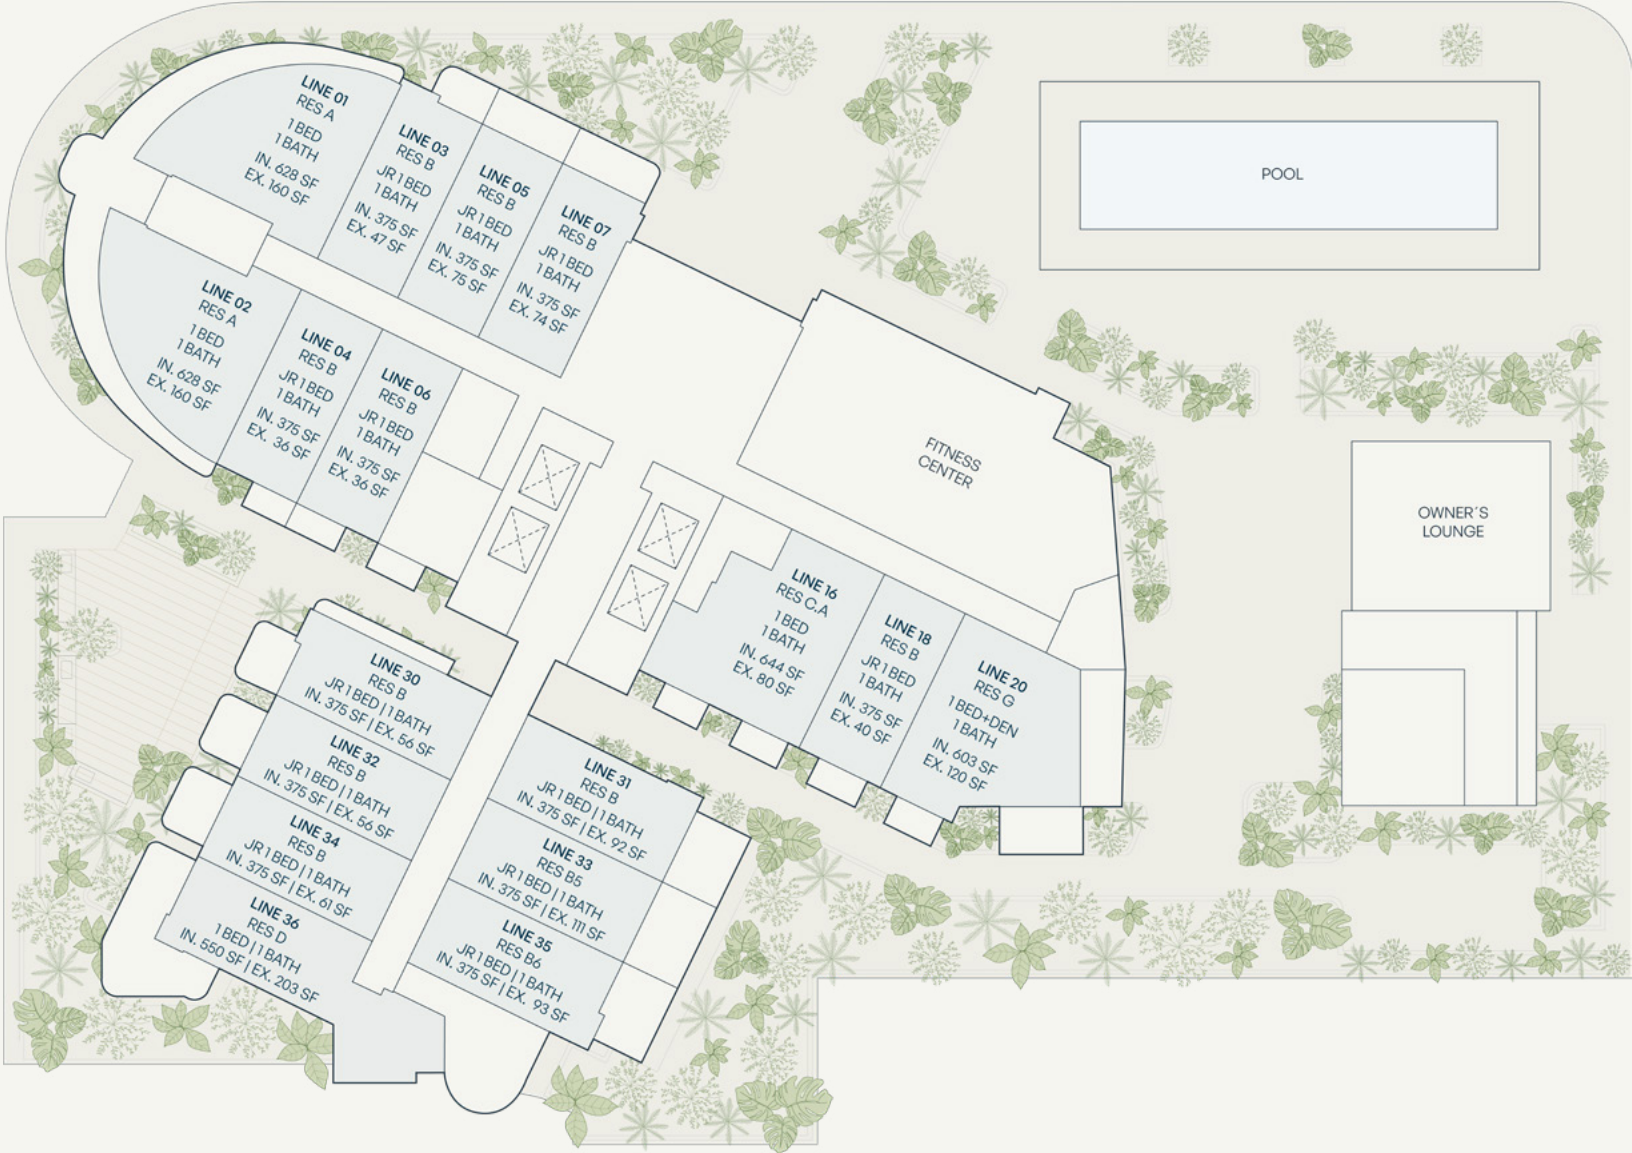 LINE 01
RES A
1 BED
1 BATH
IN. 628 SF
EX. 160 SF
LINE 03
RES B
JR 1 BED
1 BATH
IN. 375 SF
EX. 47 SF
LINE 05
RES B
JR 1 BED
1 BATH
IN. 375 SF
EX. 75 SF
LINE 07
RES B
JR 1 BED
1 BATH
IN. 375 SF
EX. 74 SF
POOL
LINE 02
RES A
1 BED
1 BATH
IN. 628 SF
EX. 160 SF
LINE 04
RES B
JR 1 BED
1 BATH
IN. 375 SF
EX. 36 SF
LINE 06
RES B
JR 1 BED
1 BATH
IN. 375 SF
EX. 36 SF
FITNESS
CENTER
OWNER´S
LOUNGE
LINE 16
RES C.A
1 BED
1 BATH
IN. 644 SF
EX. 80 SF
LINE 18
RES B
JR 1 BED
1 BATH
IN. 375 SF
EX. 40 SF
LINE 20
RES G
1 BED+DEN
1 BATH
IN. 603 SF
EX. 120 SF
LINE 30
RES B
JR 1 BED | 1 BATH
IN. 375 SF | EX. 56 SF
LINE 32
RES B
JR 1 BED | 1 BATH
IN. 375 SF | EX. 56 SF
LINE 34
RES B
JR 1 BED | 1 BATH
IN. 375 SF | EX. 61 SF
LINE 36
RES D
1 BED | 1 BATH
IN. 550 SF | EX. 203 SF
LINE 31
RES B
JR 1 BED | 1 BATH
IN. 375 SF | EX. 92 SF
LINE 33
RES B5
JR 1 BED | 1 BATH
IN. 375 SF | EX. 111 SF
LINE 35
RES B6
JR 1 BED | 1 BATH
IN. 375 SF | EX. 93 SF